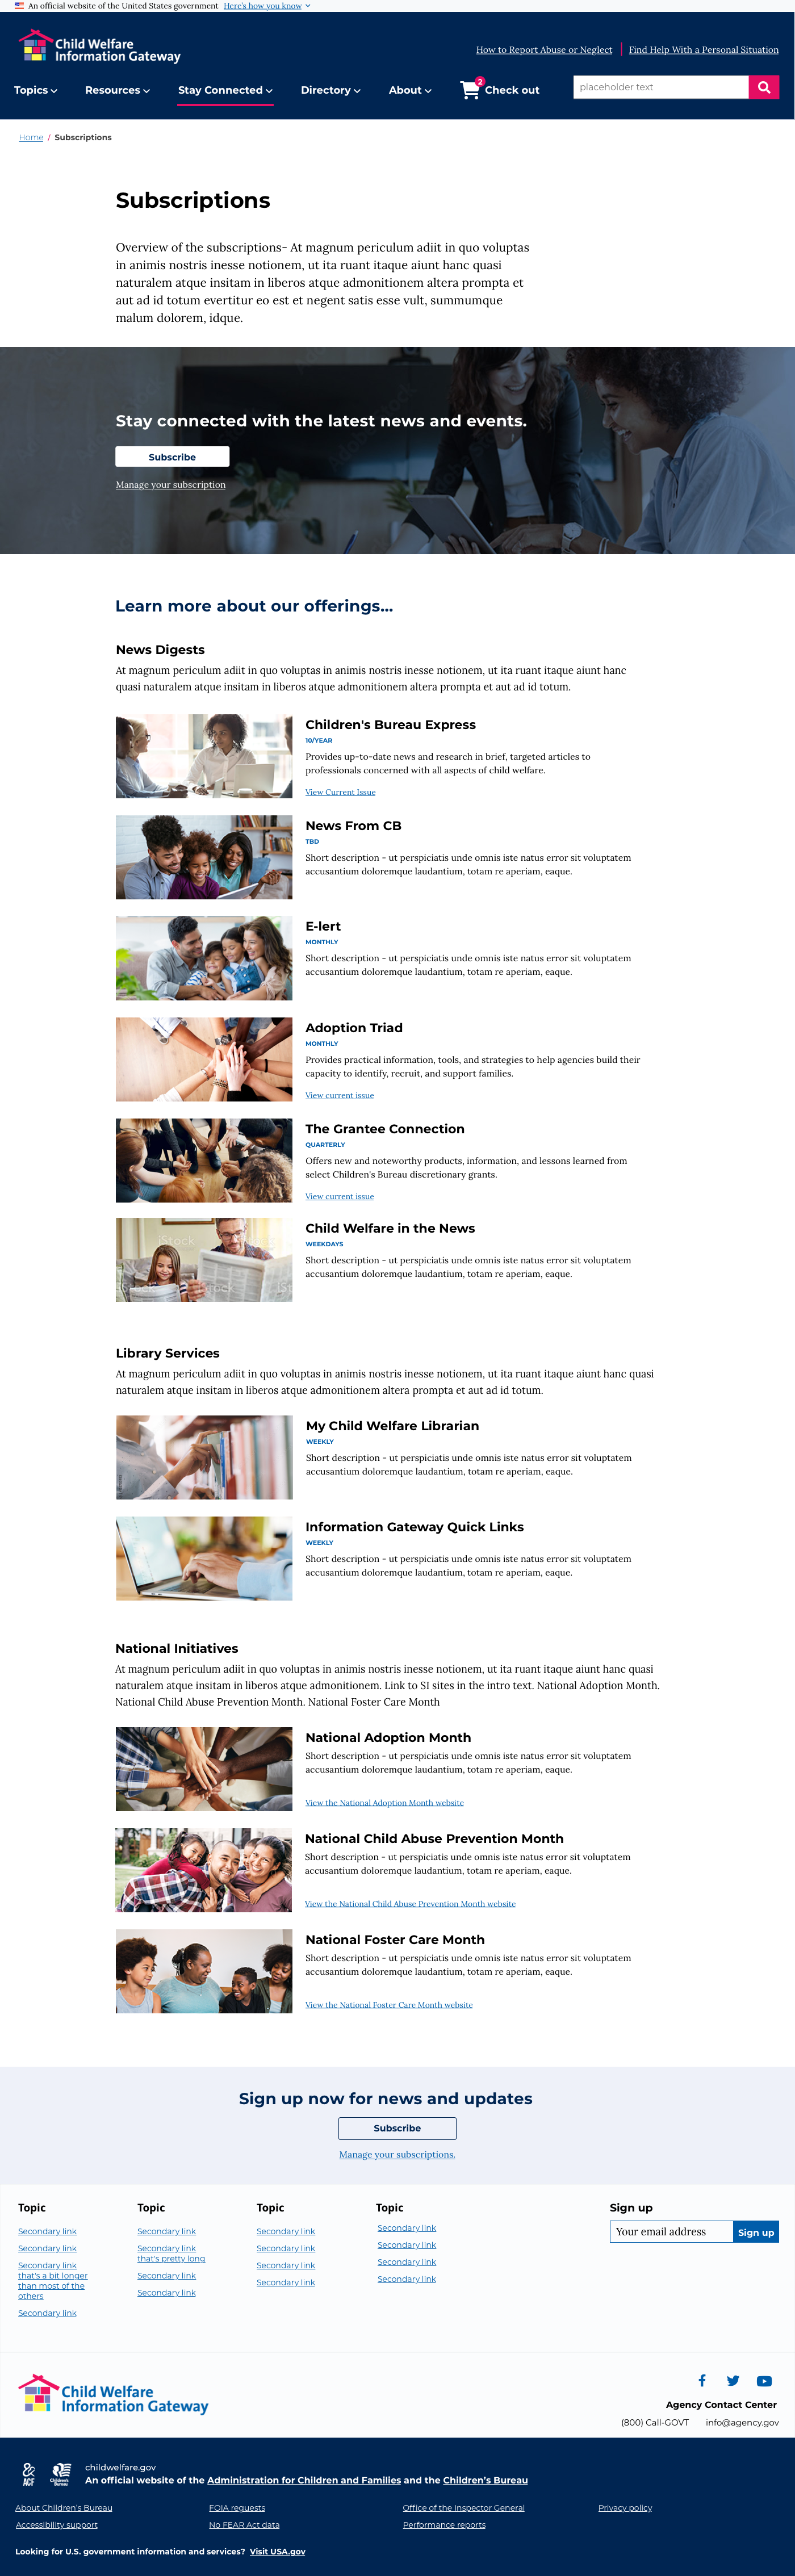 An official website of the United States government Here's how you know
Child Welfare
Information Gateway
How to Report Abuse or Neglect Find Help With a Personal Situation
Topics Resources Stay Connected Directory About 2 Check out placeholder text
Home / Subscriptions
Subscriptions
Overview of the subscriptions- At magnum periculum adiit in quo voluptas
in animis nostris inesse notionem, ut ita ruant itaque aiunt hanc quasi
naturalem atque insitam in liberos atque admonitionem altera prompta et
aut ad id totum evertitur eo est et negent satis esse vult, summumque
malum dolorem, idque.
Stay connected with the latest news and events.
Subscribe
Manage your subscription
Learn more about our offerings...
News Digests
At magnum periculum adiit in quo voluptas in animis nostris inesse notionem, ut ita ruant itaque aiunt hanc
quasi naturalem atque insitam in liberos atque admonitionem altera prompta et aut ad id totum.
Children's Bureau Express
10/YEAR
Provides up-to-date news and research in brief, targeted articles to
professionals concerned with all aspects of child welfare.
View Current Issue
News From CB
TBD
Short description - ut perspiciatis unde omnis iste natus error sit voluptatem
accusantium doloremque laudantium, totam re aperiam, eaque.
E-lert
MONTHLY
Short description - ut perspiciatis unde omnis iste natus error sit voluptatem
accusantium doloremque laudantium, totam re aperiam, eaque.
Adoption Triad
MONTHLY
Provides practical information, tools, and strategies to help agencies build their
capacity to identify, recruit, and support families.
View current issue
The Grantee Connection
QUARTERLY
Offers new and noteworthy products, information, and lessons learned from
select Children's Bureau discretionary grants.
View current issue
iStock
Child Welfare in the News
WEEKDAYS
Short description - ut perspiciatis unde omnis iste natus error sit voluptatem
accusantium doloremque laudantium, totam re aperiam, eaque.
Library Services
At magnum periculum adiit in quo voluptas in animis nostris inesse notionem, ut ita ruant itaque aiunt hanc quasi
naturalem atque insitam in liberos atque admonitionem altera prompta et aut ad id totum.
My Child Welfare Librarian
WEEKLY
Short description - ut perspiciatis unde omnis iste natus error sit voluptatem
accusantium doloremque laudantium, totam re aperiam, eaque.
Information Gateway Quick Links
WEEKLY
Short description - ut perspiciatis unde omnis iste natus error sit voluptatem
accusantium doloremque laudantium, totam re aperiam, eaque.
National Initiatives
At magnum periculum adiit in quo voluptas in animis nostris inesse notionem, ut ita ruant itaque aiunt hanc quasi
naturalem atque insitam in liberos atque admonitionem. Link to SI sites in the intro text. National Adoption Month.
National Child Abuse Prevention Month. National Foster Care Month
National Adoption Month
Short description - ut perspiciatis unde omnis iste natus error sit voluptatem
accusantium doloremque laudantium, totam re aperiam, eaque.
View the National Adoption Month website
National Child Abuse Prevention Month
Short description - ut perspiciatis unde omnis iste natus error sit voluptatem
accusantium doloremque laudantium, totam re aperiam, eaque.
View the National Child Abuse Prevention Month website
National Foster Care Month
Short description - ut perspiciatis unde omnis iste natus error sit voluptatem
accusantium doloremque laudantium, totam re aperiam, eaque.
View the National Foster Care Month website
Sign up now for news and updates
Subscribe
Manage your subscriptions.
Topic
Secondary link
Secondary link
Secondary link
that's a bit longer
than most of the
others
Secondary link
Topic
Secondary link
Secondary link
that's pretty long
Secondary link
Secondary link
Topic
Secondary link
Secondary link
Secondary link
Secondary link
Topic
Secondary link
Secondary link
Secondary link
Secondary link
Sign up
Your email address Sign up
Child Welfare
Information Gateway
Agency Contact Center
(800) Call-GOVT info@agency.gov
ACF
Children's
Bureau
childwelfare.gov
An official website of the Administration for Children and Families and the Children's Bureau
About Children's Bureau FOIA requests Office of the Inspector General Privacy policy
Accessibility support No FEAR Act data Performance reports
Looking for U.S. government information and services? Visit USA.gov